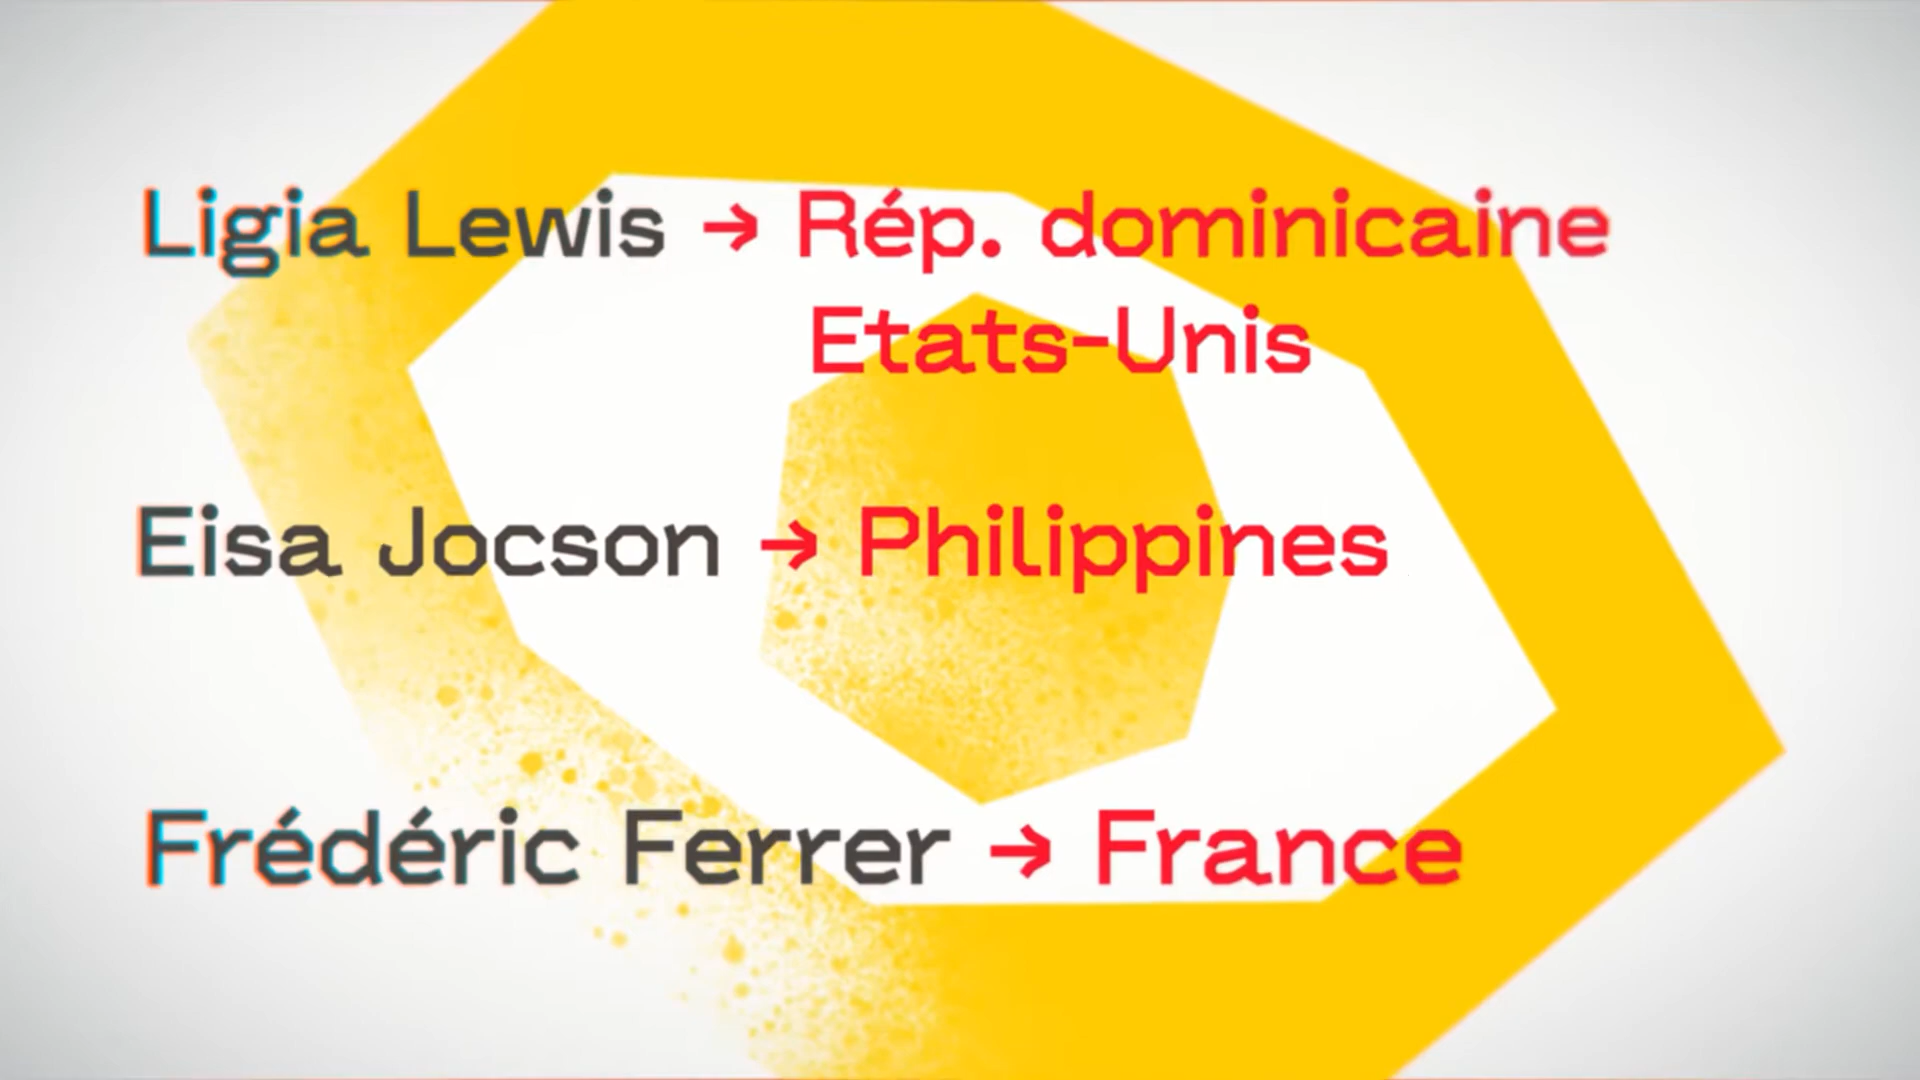 Ligia Lewis → Rép. dominicaine
Etats-Unis
Eisa Jocson → Philippines
Frédéric Ferrer → France